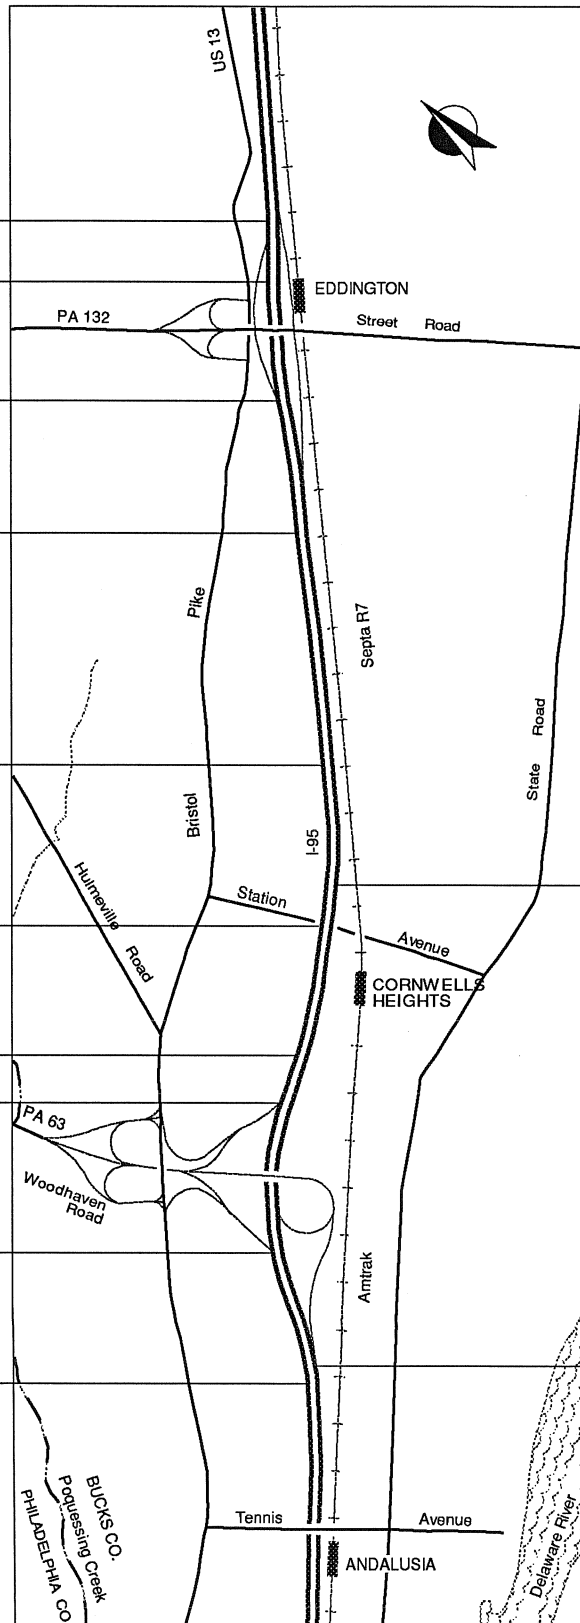 US 13
EDDINGTON
PA 132
Street Road
Pike
Septa R7
State Road
Bristol
I-95
Hulmeville
Road
Station
Avenue
CORNWELLS
HEIGHTS
PA 63
Woodhaven
Road
Amtrak
BUCKS CO.
Poquessing Creek
PHILADELPHIA CO
Tennis Avenue
Delaware River
ANDALUSIA